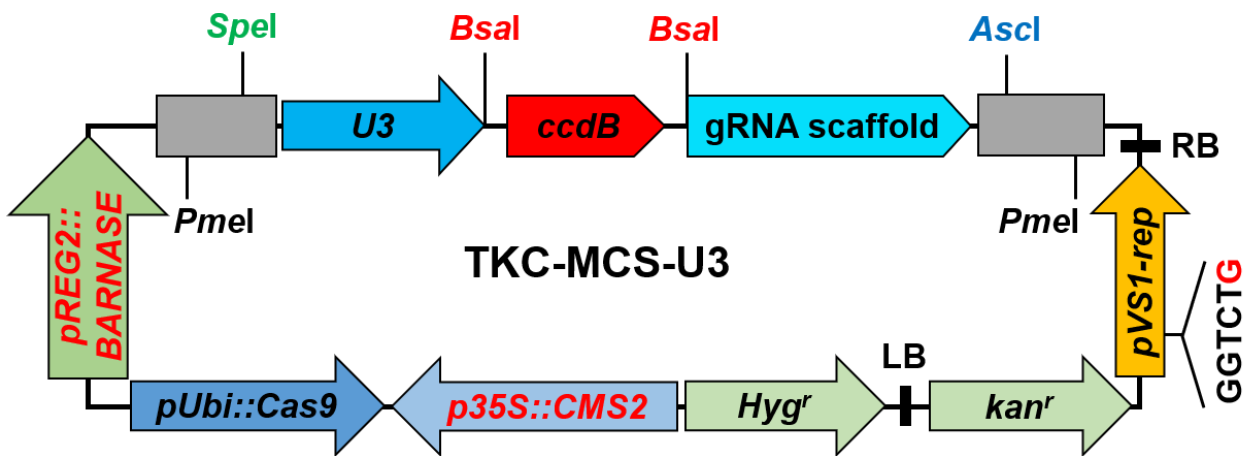 SpeI
BsaI
BsaI
AscI
U3
ccdB
gRNA scaffold
RB
PmeI
PmeI
pREG2::
BARNASE
TKC-MCS-U3
pVS1-rep
GGTCTG
LB
pUbi::Cas9
p35S::CMS2
Hygʳ
kanʳ